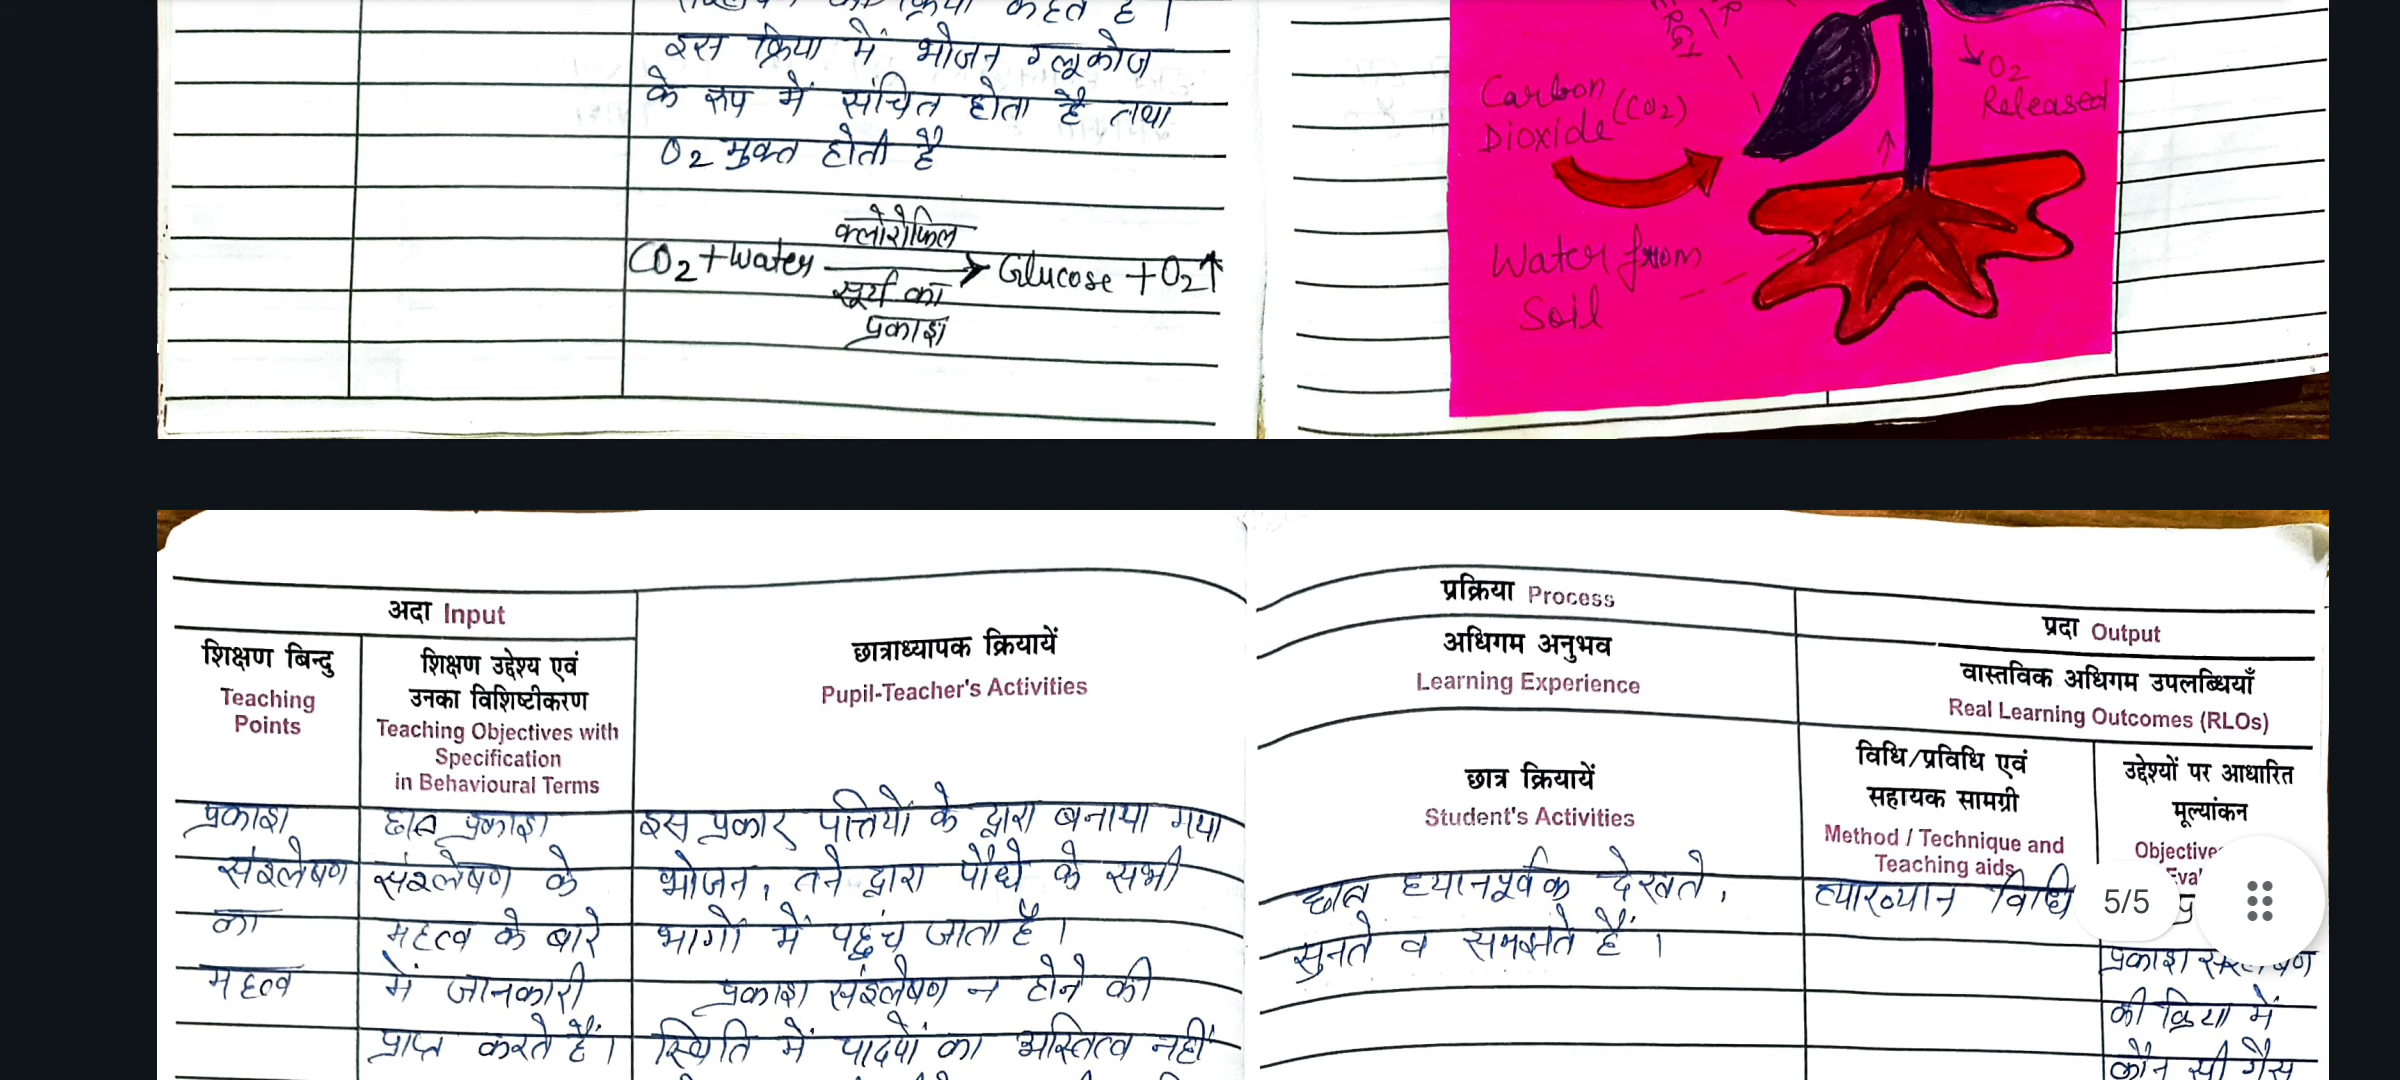 इस क्रिया में भोजन ग्लूकोज
के रूप में संचित होता है तथा
O2 मुक्त होती है
क्लोरोफिल
CO2 + Water → Glucose + O2↑
सूर्य का
प्रकाश
Carbon
Dioxide (CO2)
O2
Released
Water from
Soil
अदा Input
शिक्षण बिन्दु
Teaching
Points
शिक्षण उद्देश्य एवं
उनका विशिष्टीकरण
Teaching Objectives with
Specification
in Behavioural Terms
छात्राध्यापक क्रियायें
Pupil-Teacher's Activities
प्रकाश
संश्लेषण
का
महत्व
छात्र प्रकाश
संश्लेषण के
महत्व के बारे
में जानकारी
प्राप्त करते हैं।
इस प्रकार पत्तियों के द्वारा बनाया गया
भोजन, तने द्वारा पौधे के सभी
भागों में पहुंच जाता है।
प्रकाश संश्लेषण न होने की
स्थिति में पादपों का अस्तित्व नहीं
प्रक्रिया Process
अधिगम अनुभव
Learning Experience
छात्र क्रियायें
Student's Activities
छात्र ध्यानपूर्वक देखते,
सुनते व समझते हैं।
प्रदा Output
वास्तविक अधिगम उपलब्धियाँ
Real Learning Outcomes (RLOs)
विधि/प्रविधि एवं
सहायक सामग्री
Method / Technique and
Teaching aids
व्याख्यान विधि
उद्देश्यों पर आधारित
मूल्यांकन
Objective
5/5
प्रकाश संश्लेषण
की क्रिया में
कौन सी गैस